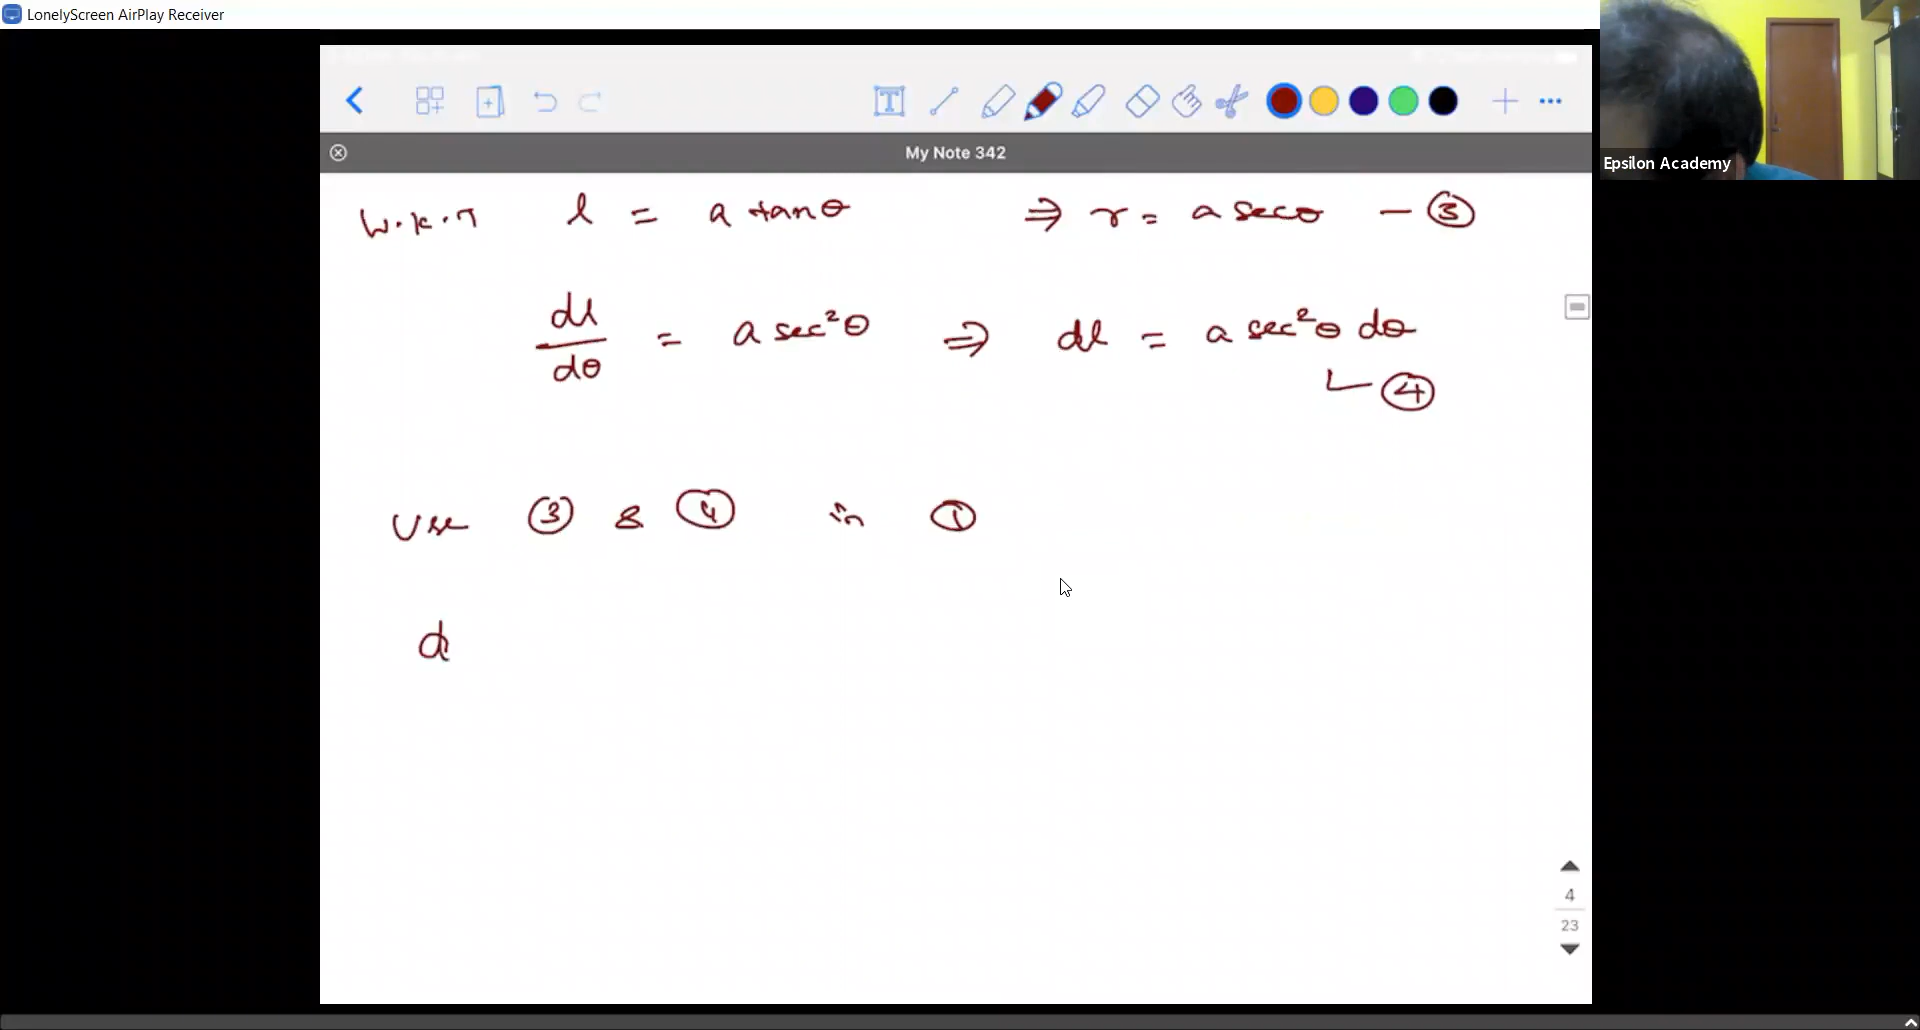 LonelyScreen AirPlay Receiver
Epsilon Academy
My Note 342
w.k.T l = a tanθ ⇒ r = a secθ — ③
dl/dθ = a sec²θ ⇒ dl = a sec²θ dθ
④
Use ③ & ④ in ①
d
4
23